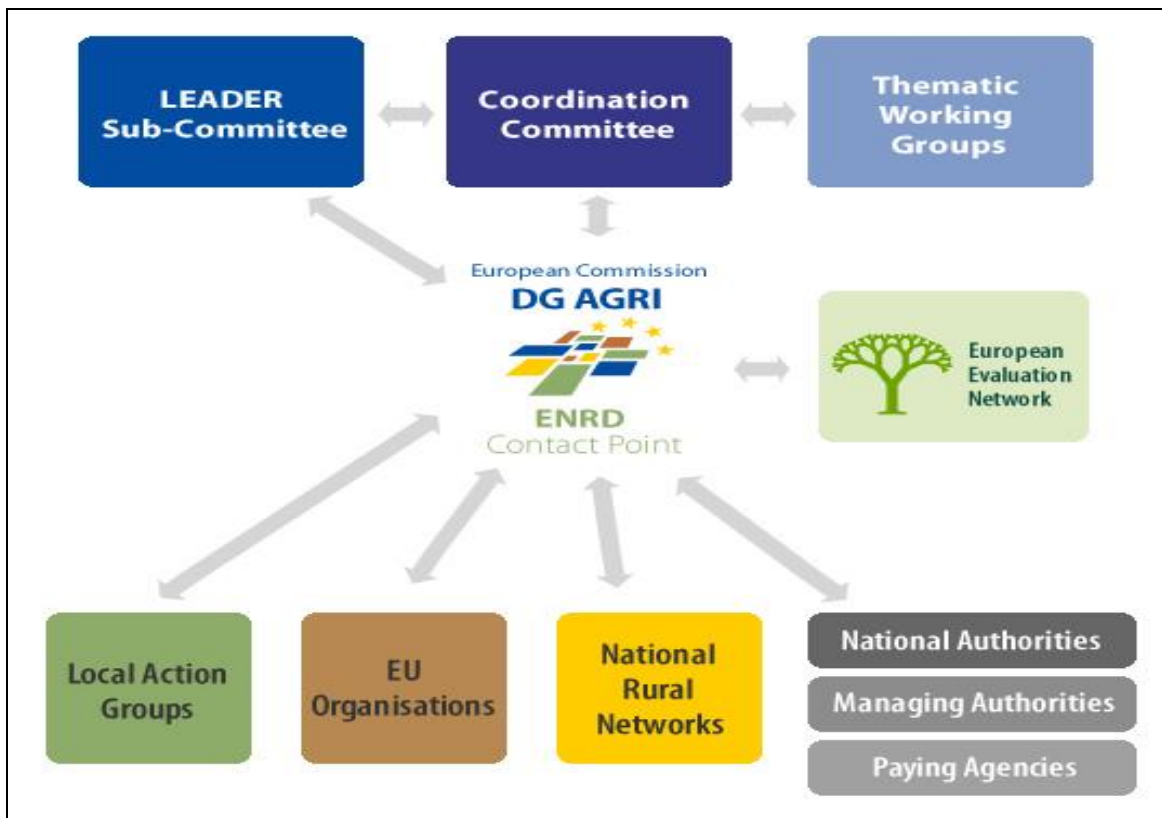 LEADER
Sub-Committee
Coordination
Committee
Thematic
Working
Groups
European Commission
DG AGRI
ENRD
Contact Point
European
Evaluation
Network
Local Action
Groups
EU
Organisations
National
Rural
Networks
National Authorities
Managing Authorities
Paying Agencies